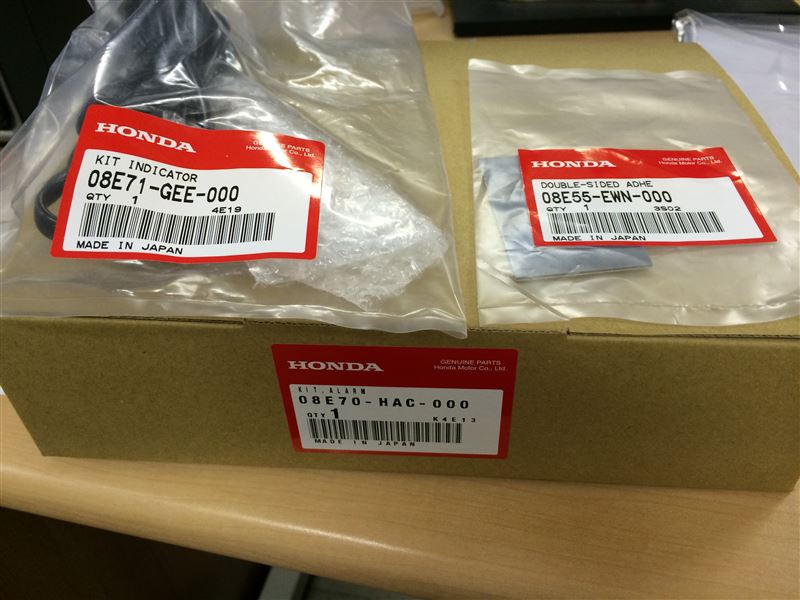 HONDA
GENUINE PARTS
Honda Motor Co., Ltd.
KIT INDICATOR
08E71-GEE-000
QTY 1
4E19
MADE IN JAPAN
HONDA
GENUINE PARTS
Honda Motor Co., Ltd.
DOUBLE-SIDED ADHE
08E55-EWN-000
QTY 1
3S02
MADE IN JAPAN
HONDA
GENUINE PARTS
Honda Motor Co., Ltd.
KIT,ALARM
08E70-HAC-000
QTY 1
K4E13
MADE IN JAPAN